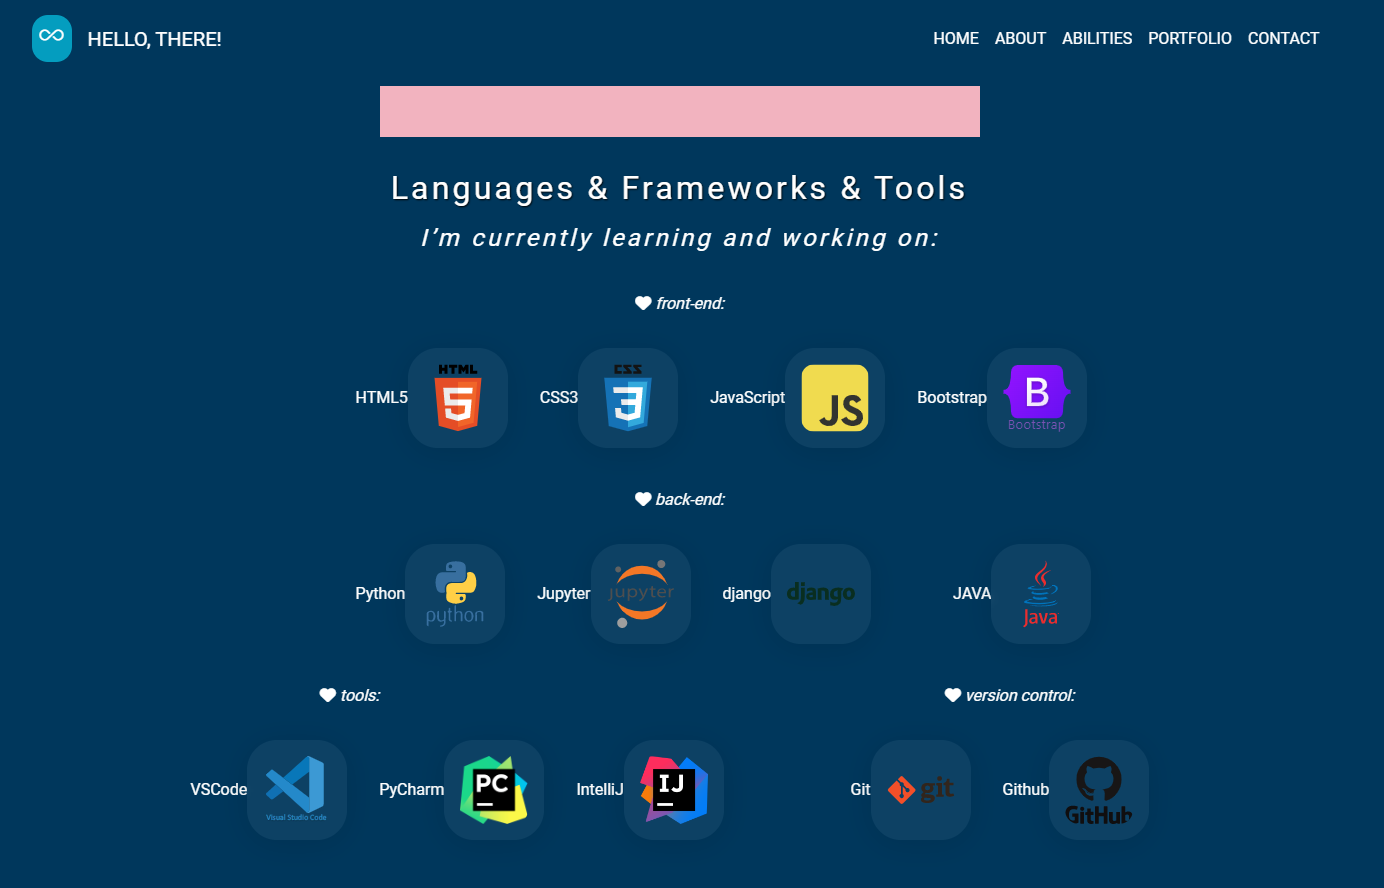 HELLO, THERE!
HOME ABOUT ABILITIES PORTFOLIO CONTACT
Languages & Frameworks & Tools
I’m currently learning and working on:
front-end:
HTML5 HTML 5 CSS3 CSS 3 JavaScript JS Bootstrap B Bootstrap
back-end:
Python python Jupyter jupyter django django JAVA Java
tools:
VSCode Visual Studio Code PyCharm PC IntelliJ IJ
version control:
Git git Github GitHub